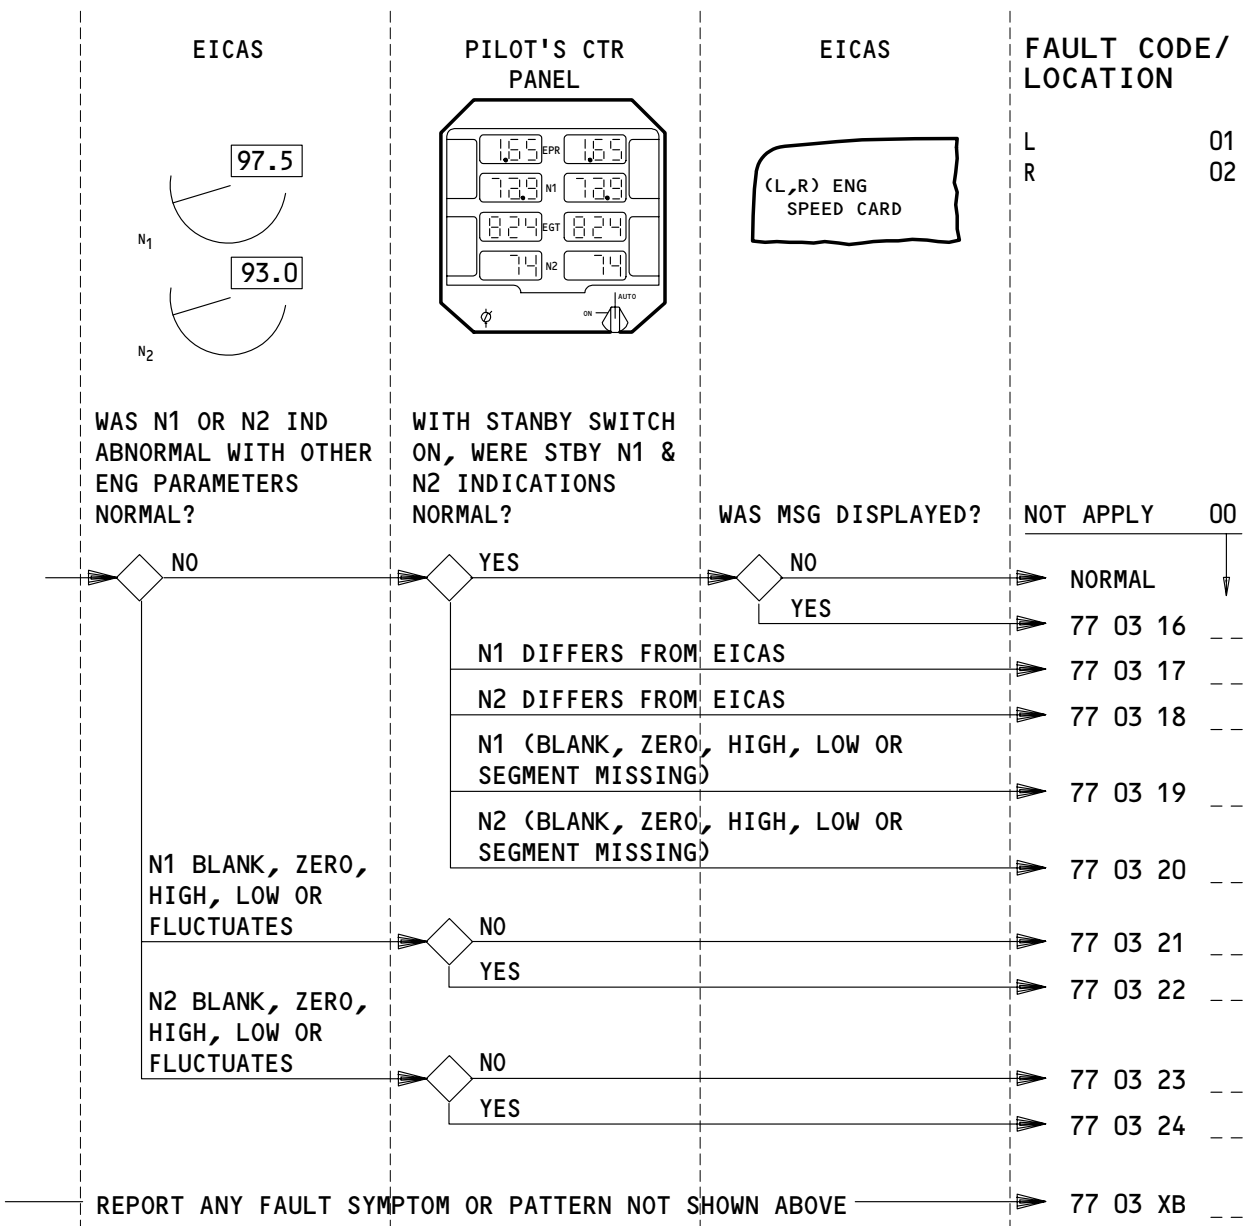 EICAS
PILOT'S CTR
PANEL
EICAS
FAULT CODE/
LOCATION
L 01
R 02
97.5
N1
93.0
N2
1.65 EPR 1.65
73.9 N1 73.9
824 EGT 824
74 N2 74
AUTO
ON
(L,R) ENG
SPEED CARD
WAS N1 OR N2 IND
ABNORMAL WITH OTHER
ENG PARAMETERS
NORMAL?
WITH STANBY SWITCH
ON, WERE STBY N1 &
N2 INDICATIONS
NORMAL?
WAS MSG DISPLAYED?
NOT APPLY 00
NO
YES
NO
NORMAL
YES
77 03 16 _ _
N1 DIFFERS FROM EICAS
77 03 17 _ _
N2 DIFFERS FROM EICAS
77 03 18 _ _
N1 (BLANK, ZERO, HIGH, LOW OR
SEGMENT MISSING)
77 03 19 _ _
N2 (BLANK, ZERO, HIGH, LOW OR
SEGMENT MISSING)
77 03 20 _ _
N1 BLANK, ZERO,
HIGH, LOW OR
FLUCTUATES
NO
77 03 21 _ _
YES
77 03 22 _ _
N2 BLANK, ZERO,
HIGH, LOW OR
FLUCTUATES
NO
77 03 23 _ _
YES
77 03 24 _ _
REPORT ANY FAULT SYMPTOM OR PATTERN NOT SHOWN ABOVE
77 03 XB _ _